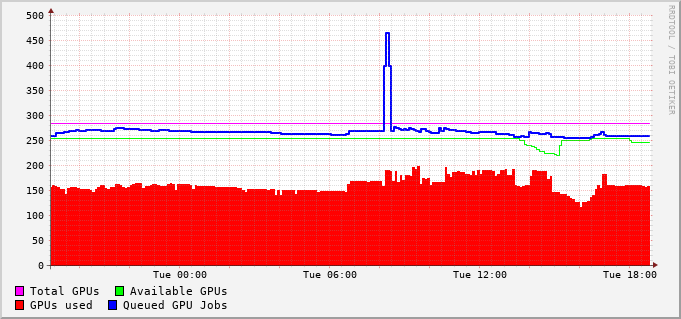 500
450
400
350
300
250
200
150
100
50
0
Tue 00:00 Tue 06:00 Tue 12:00 Tue 18:00
Total GPUs Available GPUs
GPUs used Queued GPU Jobs
RRDTOOL / TOBI OETIKER